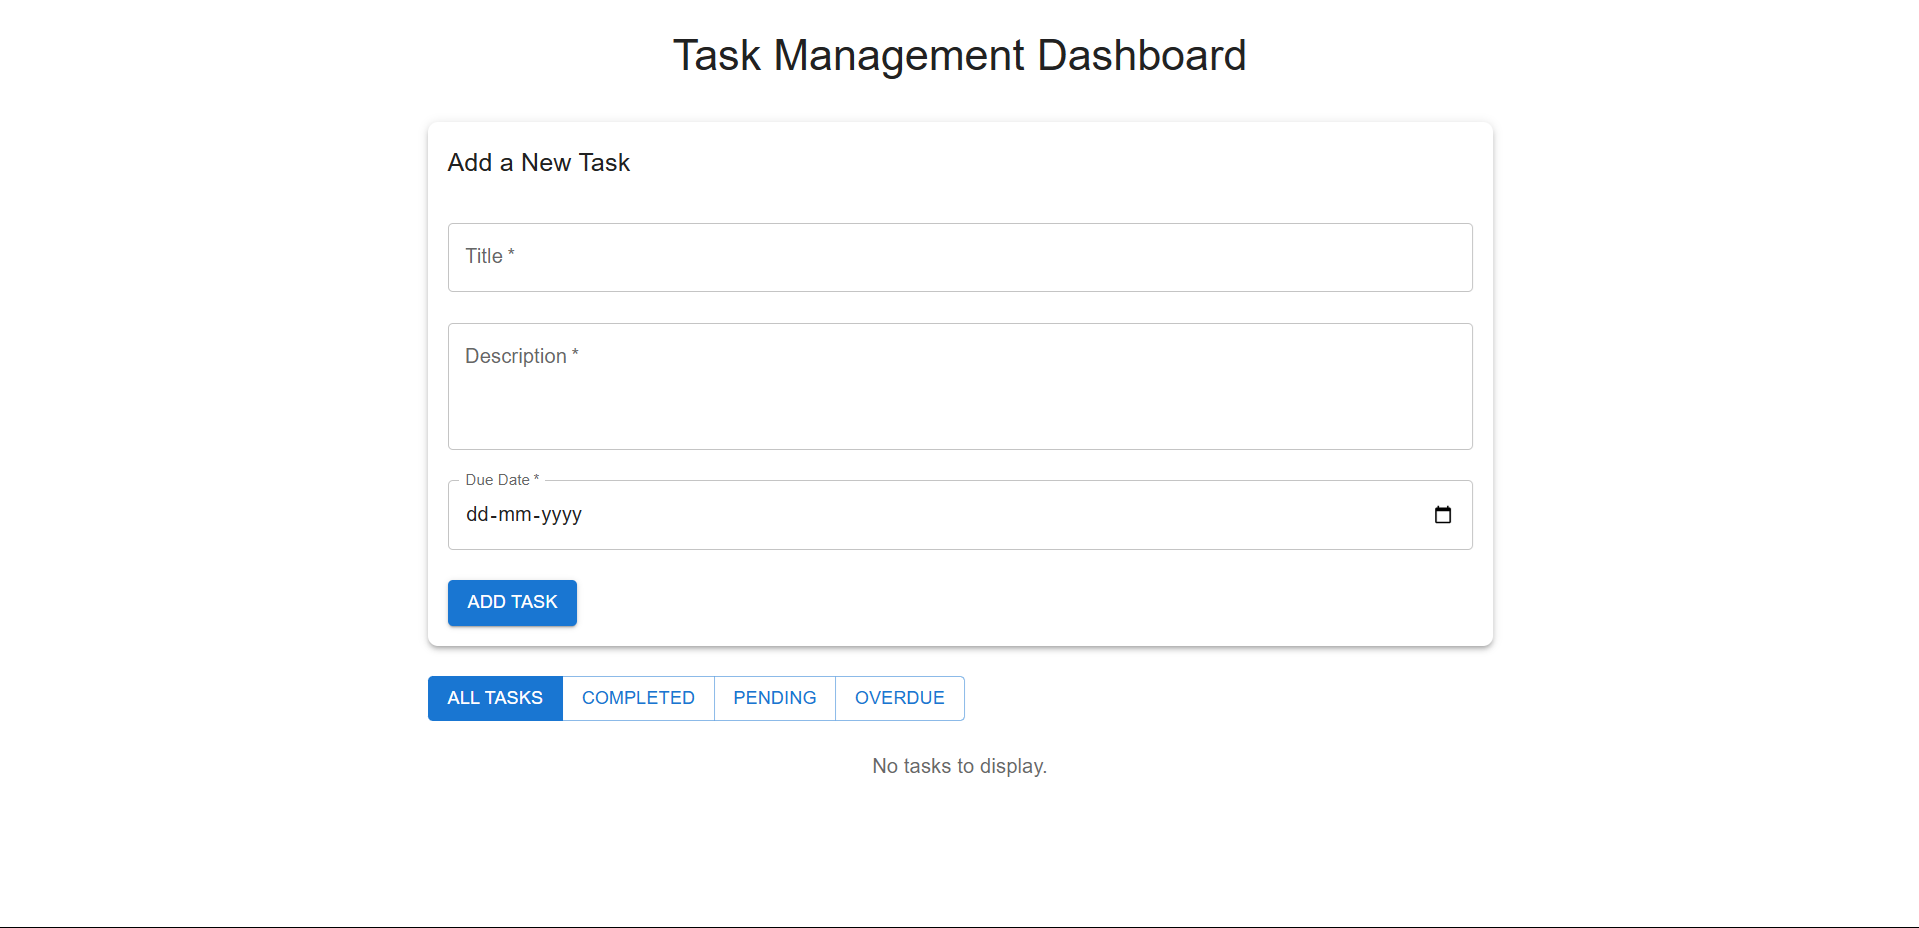 Task Management Dashboard
Add a New Task
Title *
Description *
Due Date *
dd-mm-yyyy
ADD TASK
ALL TASKS COMPLETED PENDING OVERDUE
No tasks to display.